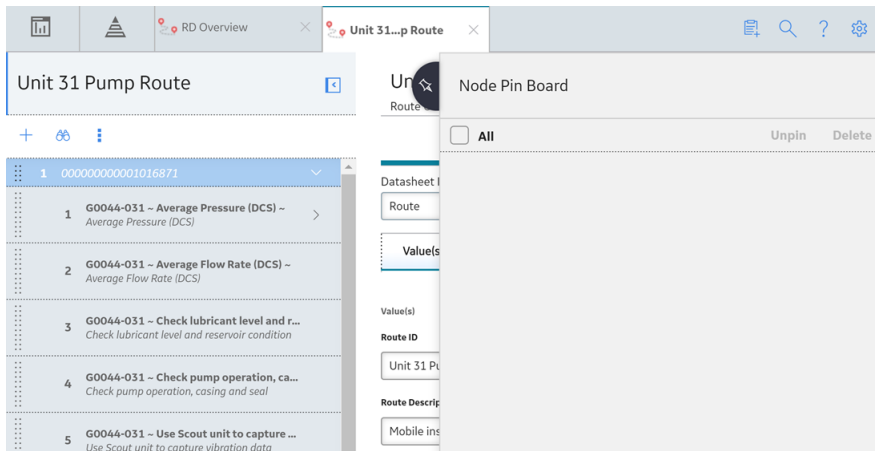 RD Overview
Unit 31...p Route
Unit 31 Pump Route
1 000000000001016871
1 G0044-031 ~ Average Pressure (DCS) ~
Average Pressure (DCS)
2 G0044-031 ~ Average Flow Rate (DCS) ~
Average Flow Rate (DCS)
3 G0044-031 ~ Check lubricant level and r...
Check lubricant level and reservoir condition
4 G0044-031 ~ Check pump operation, ca...
Check pump operation, casing and seal
5 G0044-031 ~ Use Scout unit to capture ...
Use Scout unit to capture vibration data
Un
Route
Datasheet
Route
Value(s
Value(s)
Route ID
Unit 31 Pu
Route Descrip
Mobile ins
Node Pin Board
All
Unpin Delete